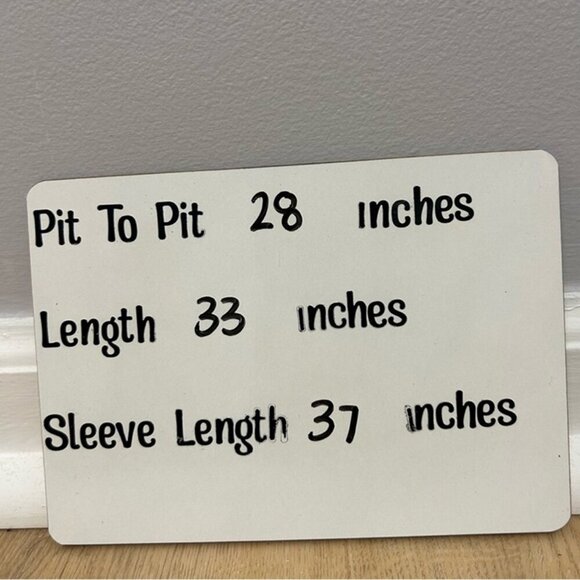 Pit To Pit 28 inches
Length 33 inches
Sleeve Length 37 inches